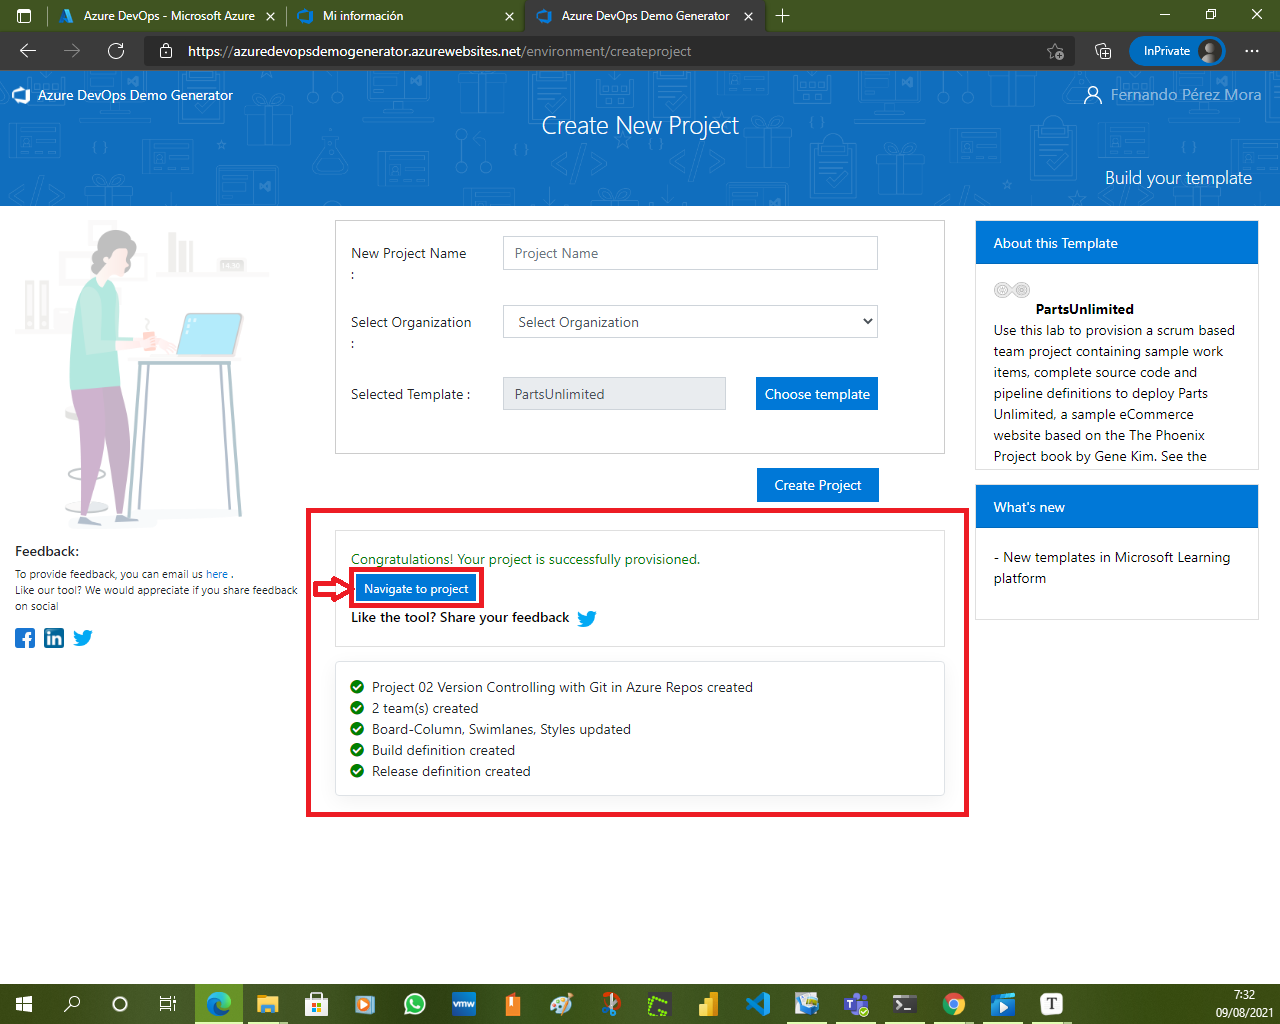 Azure DevOps - Microsoft Azure
Mi información
Azure DevOps Demo Generator
https://azuredevopsdemogenerator.azurewebsites.net/environment/createproject
InPrivate
Azure DevOps Demo Generator
Fernando Pérez Mora
Create New Project
Build your template
New Project Name
:
Project Name
Select Organization
:
Select Organization
Selected Template :
PartsUnlimited
Choose template
Create Project
About this Template
PartsUnlimited
Use this lab to provision a scrum based
team project containing sample work
items, complete source code and
pipeline definitions to deploy Parts
Unlimited, a sample eCommerce
website based on the The Phoenix
Project book by Gene Kim. See the
What's new
- New templates in Microsoft Learning
platform
Feedback:
To provide feedback, you can email us here .
Like our tool? We would appreciate if you share feedback
on social
Congratulations! Your project is successfully provisioned.
Navigate to project
Like the tool? Share your feedback
Project 02 Version Controlling with Git in Azure Repos created
2 team(s) created
Board-Column, Swimlanes, Styles updated
Build definition created
Release definition created
vmw
T
7:32
09/08/2021